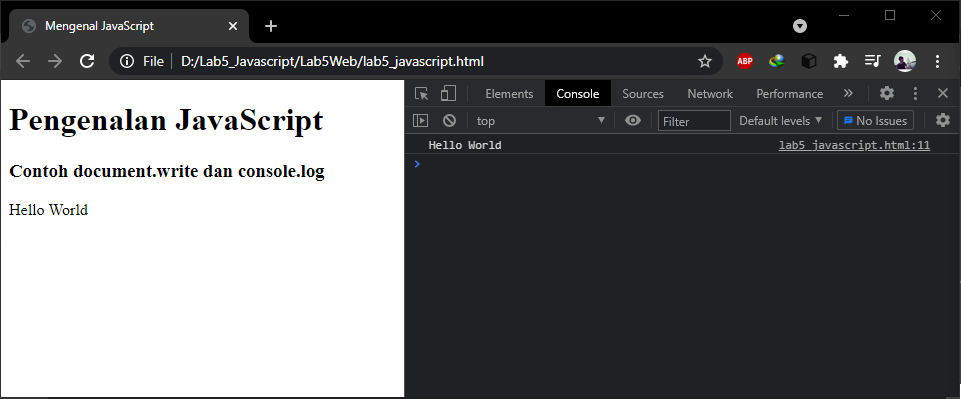 Mengenal JavaScript
File D:/Lab5_Javascript/Lab5Web/lab5_javascript.html
ABP
Pengenalan JavaScript
Contoh document.write dan console.log
Hello World
Elements Console Sources Network Performance
top Filter Default levels No Issues
Hello World lab5_javascript.html:11